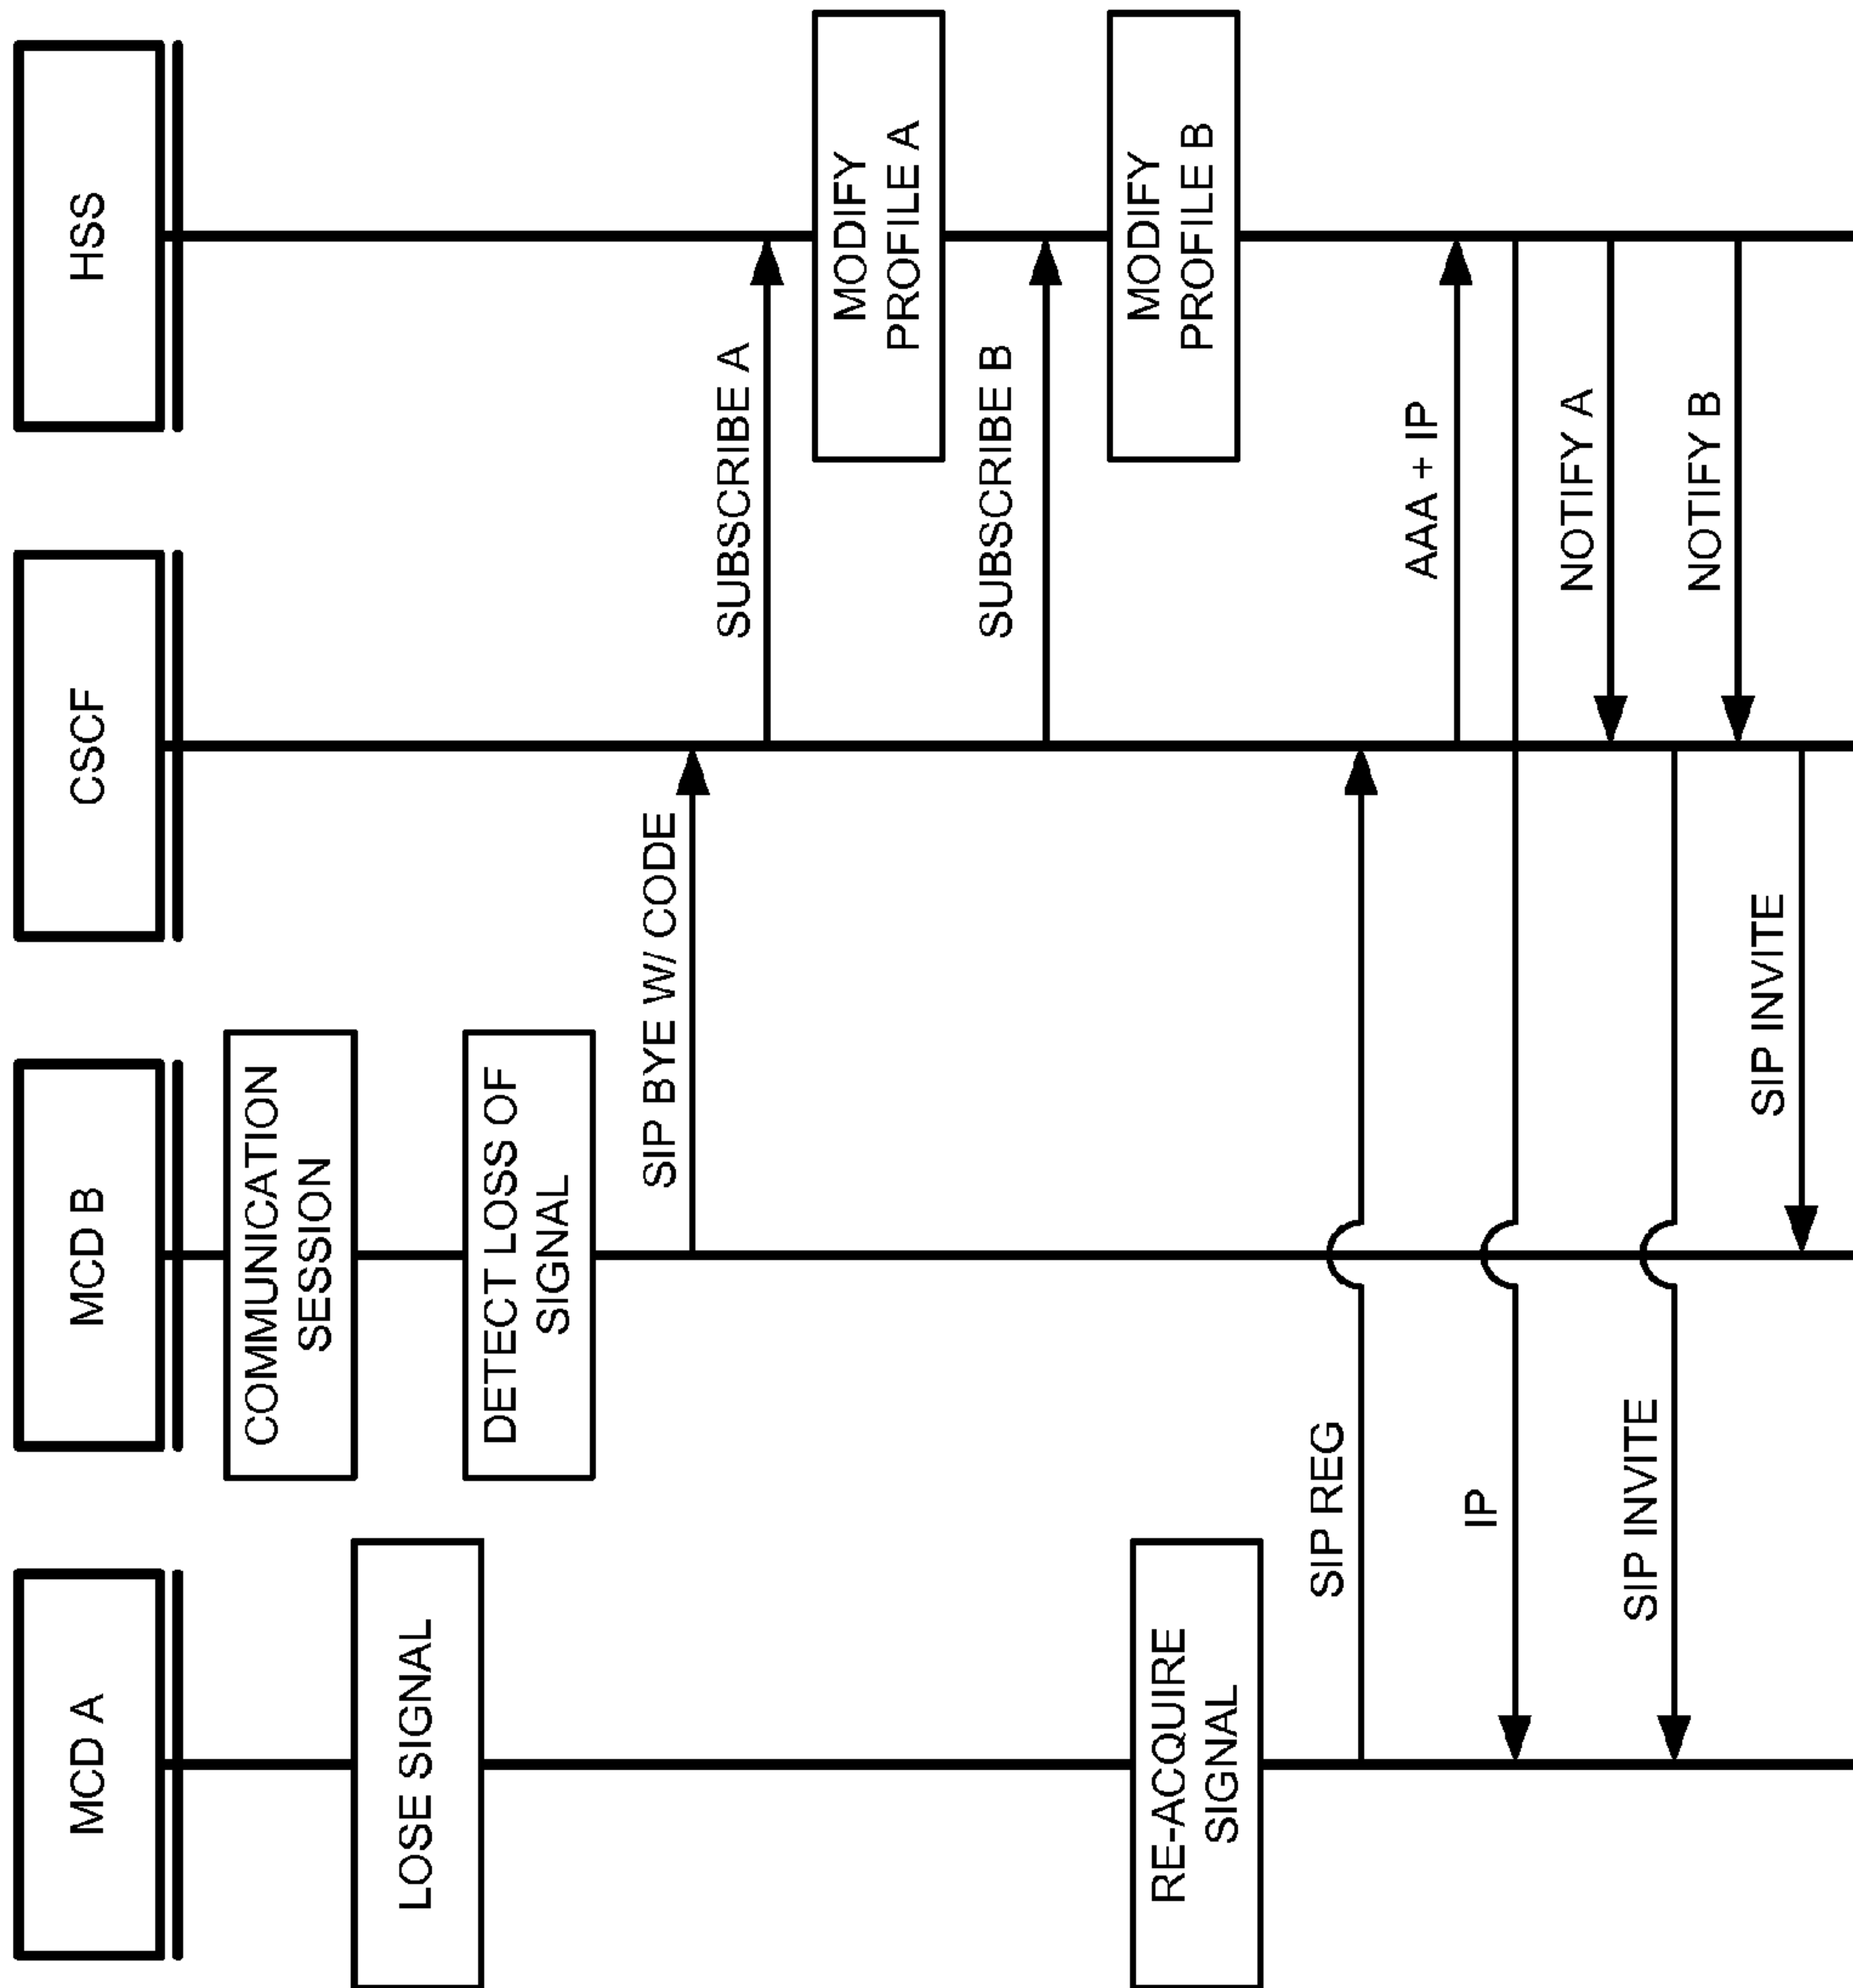 MCD A
MCD B
CSCF
HSS
COMMUNICATION
SESSION
LOSE SIGNAL
DETECT LOSS OF
SIGNAL
SIP BYE W/ CODE
SUBSCRIBE A
MODIFY
PROFILE A
SUBSCRIBE B
MODIFY
PROFILE B
RE-ACQUIRE
SIGNAL
SIP REG
AAA + IP
IP
NOTIFY A
SIP INVITE
NOTIFY B
SIP INVITE